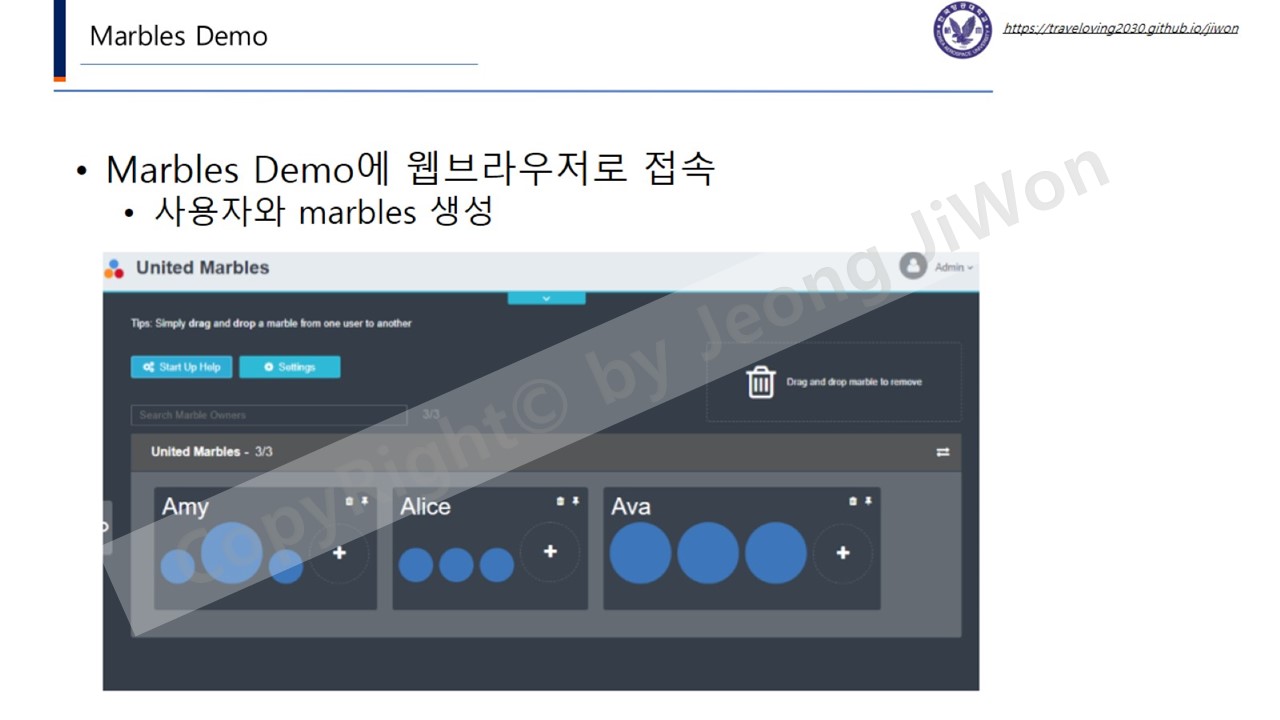 Marbles Demo
https://traveloving2030.github.io/jiwon
• Marbles Demo에 웹브라우저로 접속
• 사용자와 marbles 생성
United Marbles
Admin
Tips: Simply drag and drop a marble from one user to another
Start Up Help
Settings
Drag and drop marble to remove
Search Marble Owners
3/3
United Marbles - 3/3
Amy
Alice
Ava
CopyRight© by Jeong JiWon